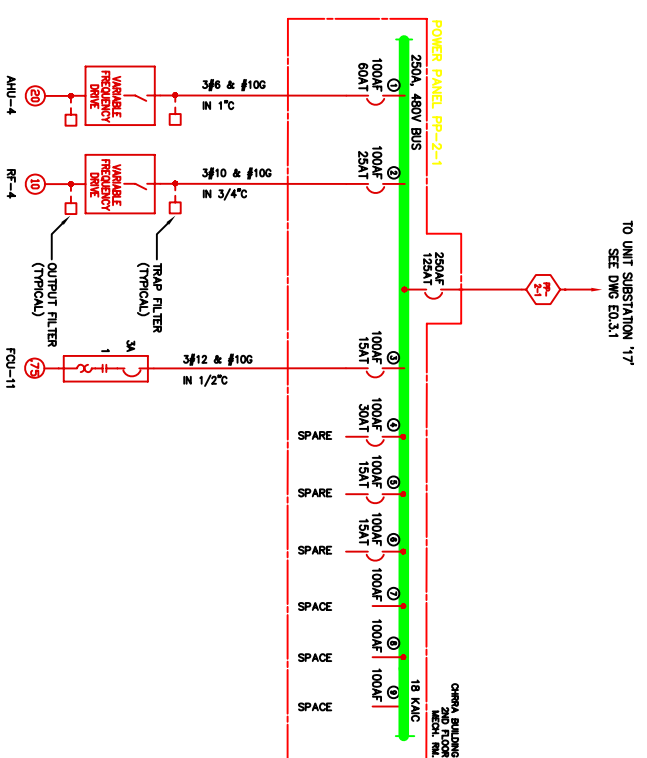 TO UNIT SUBSTATION '17'
SEE DWG E0.3.1
PP-
2-1
POWER PANEL PP-2-1
250A, 480V BUS
250AF
125AT
18 KAIC
CHRRA BUILDING
2ND FLOOR
MECH. RM.
1
100AF
60AT
3#6 & #10G
IN 1"C
VARIABLE
FREQUENCY
DRIVE
20
AHU-4
2
100AF
25AT
3#10 & #10G
IN 3/4"C
VARIABLE
FREQUENCY
DRIVE
10
RF-4
TRAP FILTER
(TYPICAL)
OUTPUT FILTER
(TYPICAL)
3
100AF
15AT
3#12 & #10G
IN 1/2"C
3A
1
.75
FCU-11
4
100AF
30AT
SPARE
5
100AF
15AT
SPARE
6
100AF
15AT
SPARE
7
100AF
SPACE
8
100AF
SPACE
9
100AF
SPACE